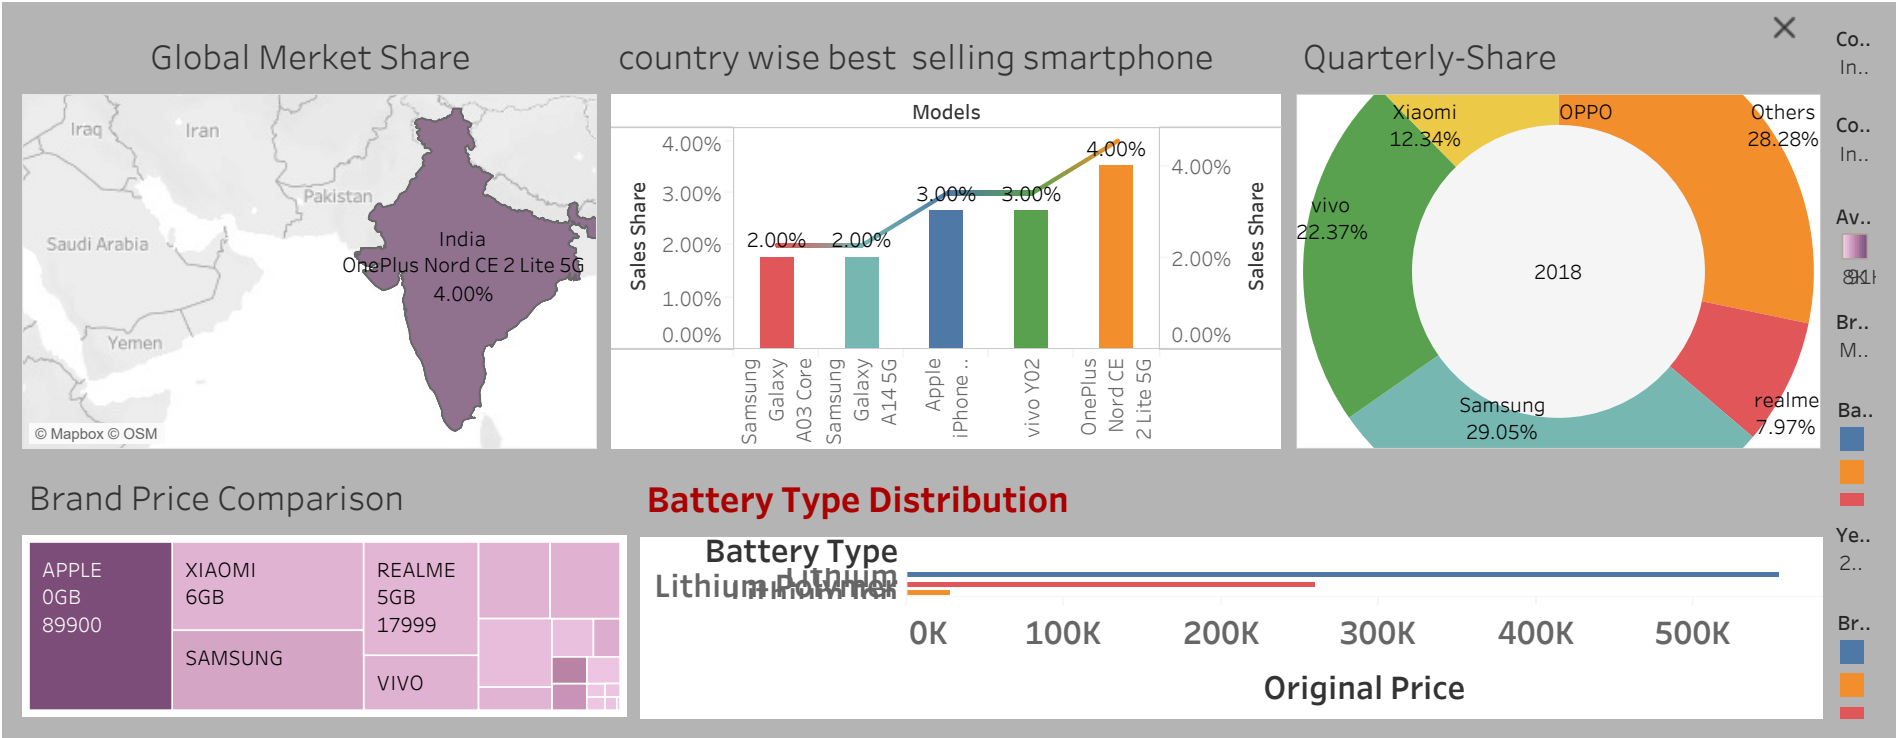 Global Merket Share
country wise best selling smartphone
Quarterly-Share
Iraq
Iran
Pakistan
Saudi Arabia
Yemen
India
OnePlus Nord CE 2 Lite 5G
4.00%
© Mapbox © OSM
Models
Sales Share
4.00%
3.00%
2.00%
1.00%
0.00%
2.00%
2.00%
3.00%
3.00%
4.00%
4.00%
2.00%
0.00%
Sales Share
Samsung
Galaxy
A03 Core
Samsung
Galaxy
A14 5G
Apple
iPhone ..
vivo Y02
OnePlus
Nord CE
2 Lite 5G
Xiaomi
12.34%
OPPO
Others
28.28%
vivo
22.37%
2018
Samsung
29.05%
realme
7.97%
Co..
In..
Co..
In..
Av..
Br..
M..
Ba..
Ye..
2..
Br..
Brand Price Comparison
APPLE
0GB
89900
XIAOMI
6GB
SAMSUNG
REALME
5GB
17999
VIVO
Battery Type Distribution
Battery Type
Lithium
Lithium Polymer
0K
100K
200K
300K
400K
500K
Original Price